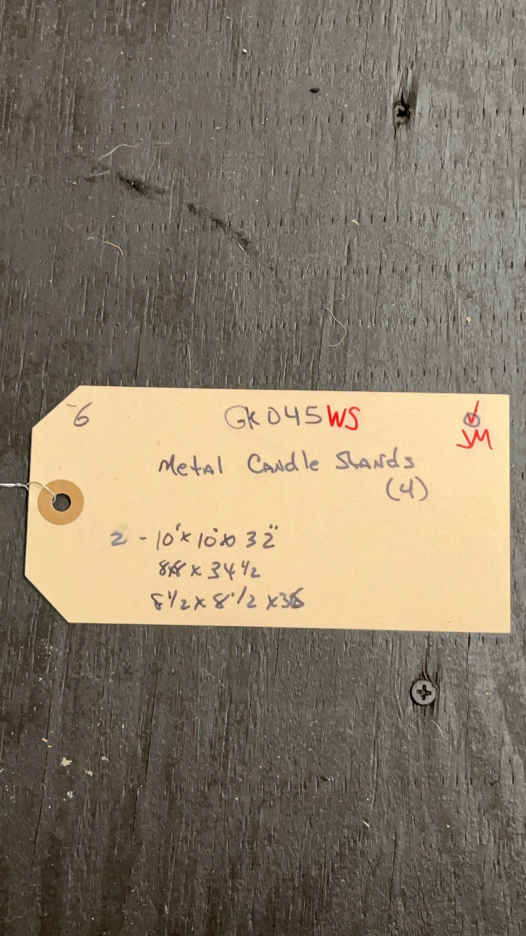 -6
GK045WS
JM
Metal Candle Stands
(4)
2 - 10"x 10"x 32"
8x8 x 34 1/2
8 1/2 x 8 1/2 x 36